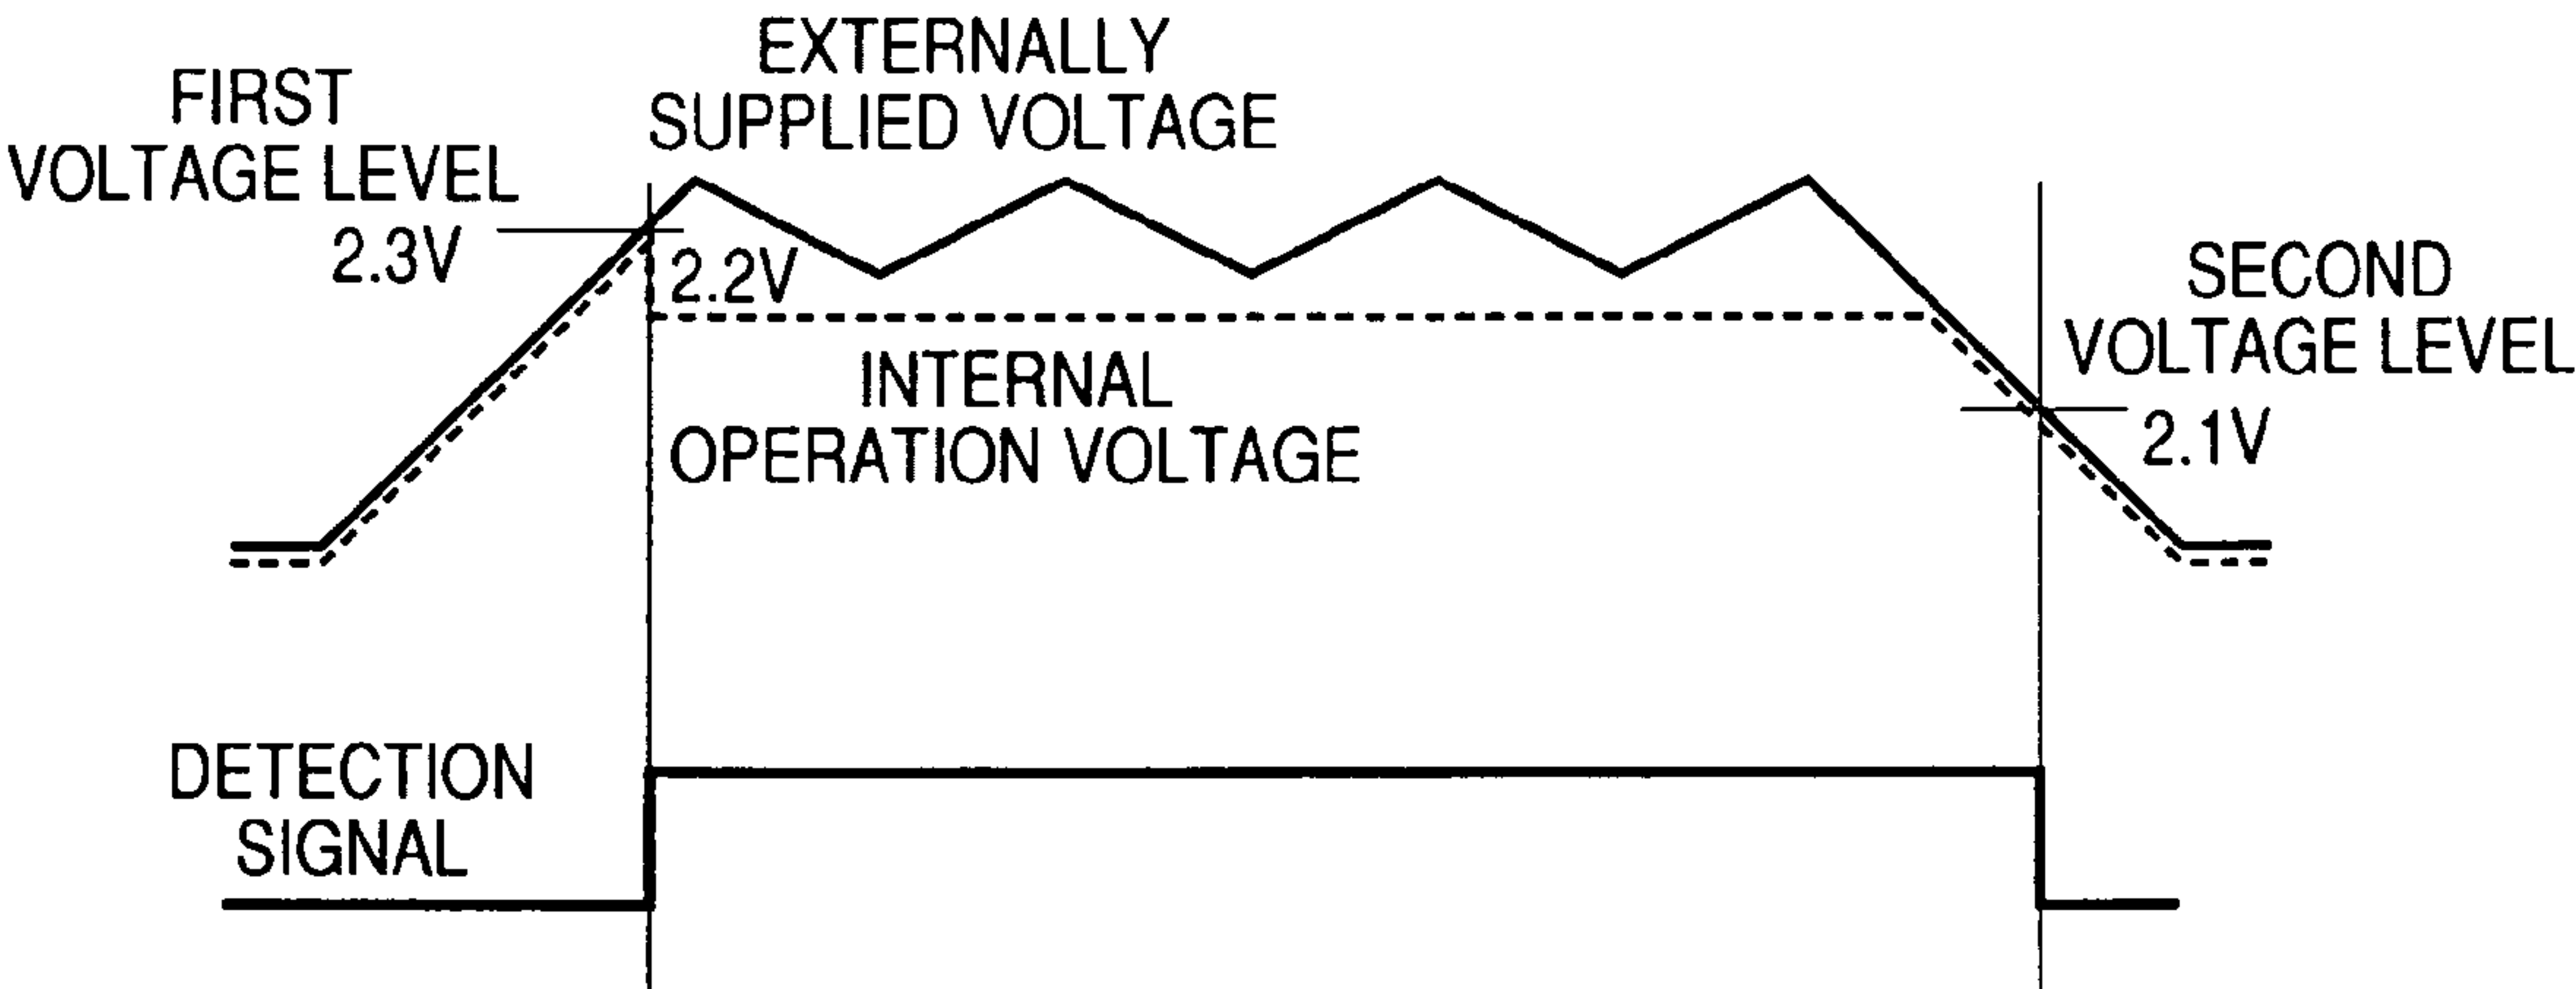 EXTERNALLY
SUPPLIED VOLTAGE
FIRST
VOLTAGE LEVEL
2.3V
2.2V
SECOND
VOLTAGE LEVEL
2.1V
INTERNAL
OPERATION VOLTAGE
DETECTION
SIGNAL